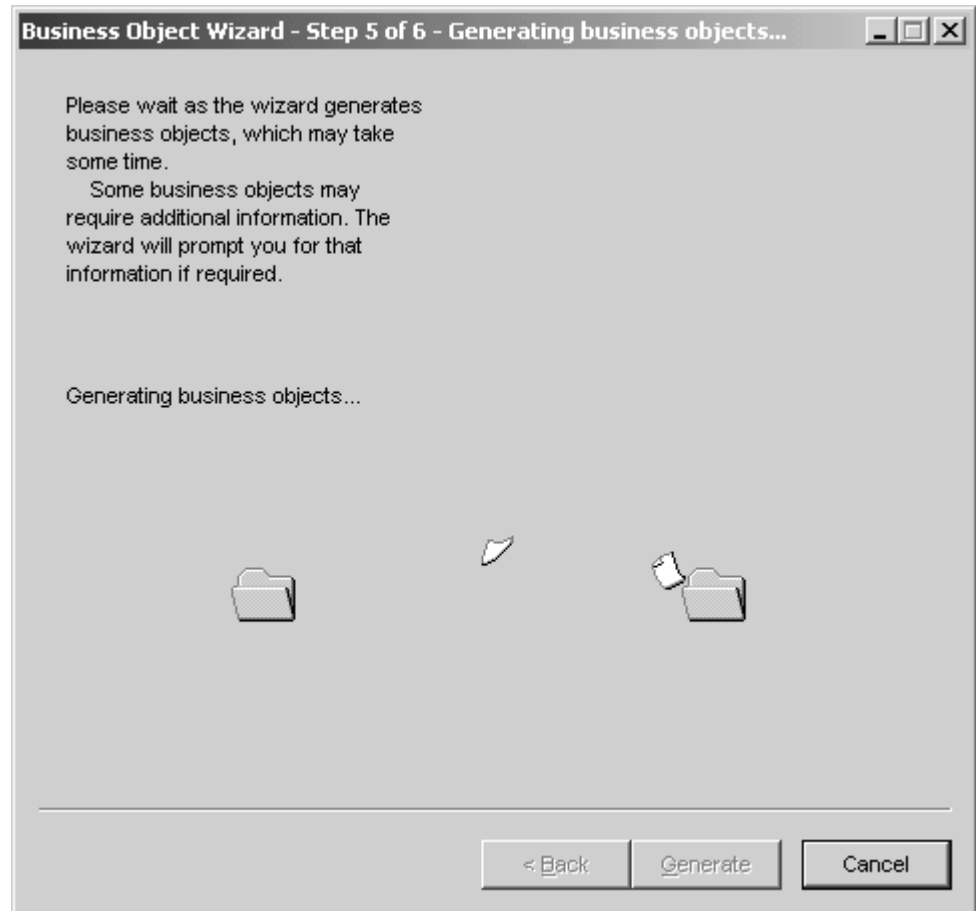 Business Object Wizard - Step 5 of 6 - Generating business objects...
Please wait as the wizard generates
business objects, which may take
some time.
Some business objects may
require additional information. The
wizard will prompt you for that
information if required.
Generating business objects...
< Back
Generate
Cancel